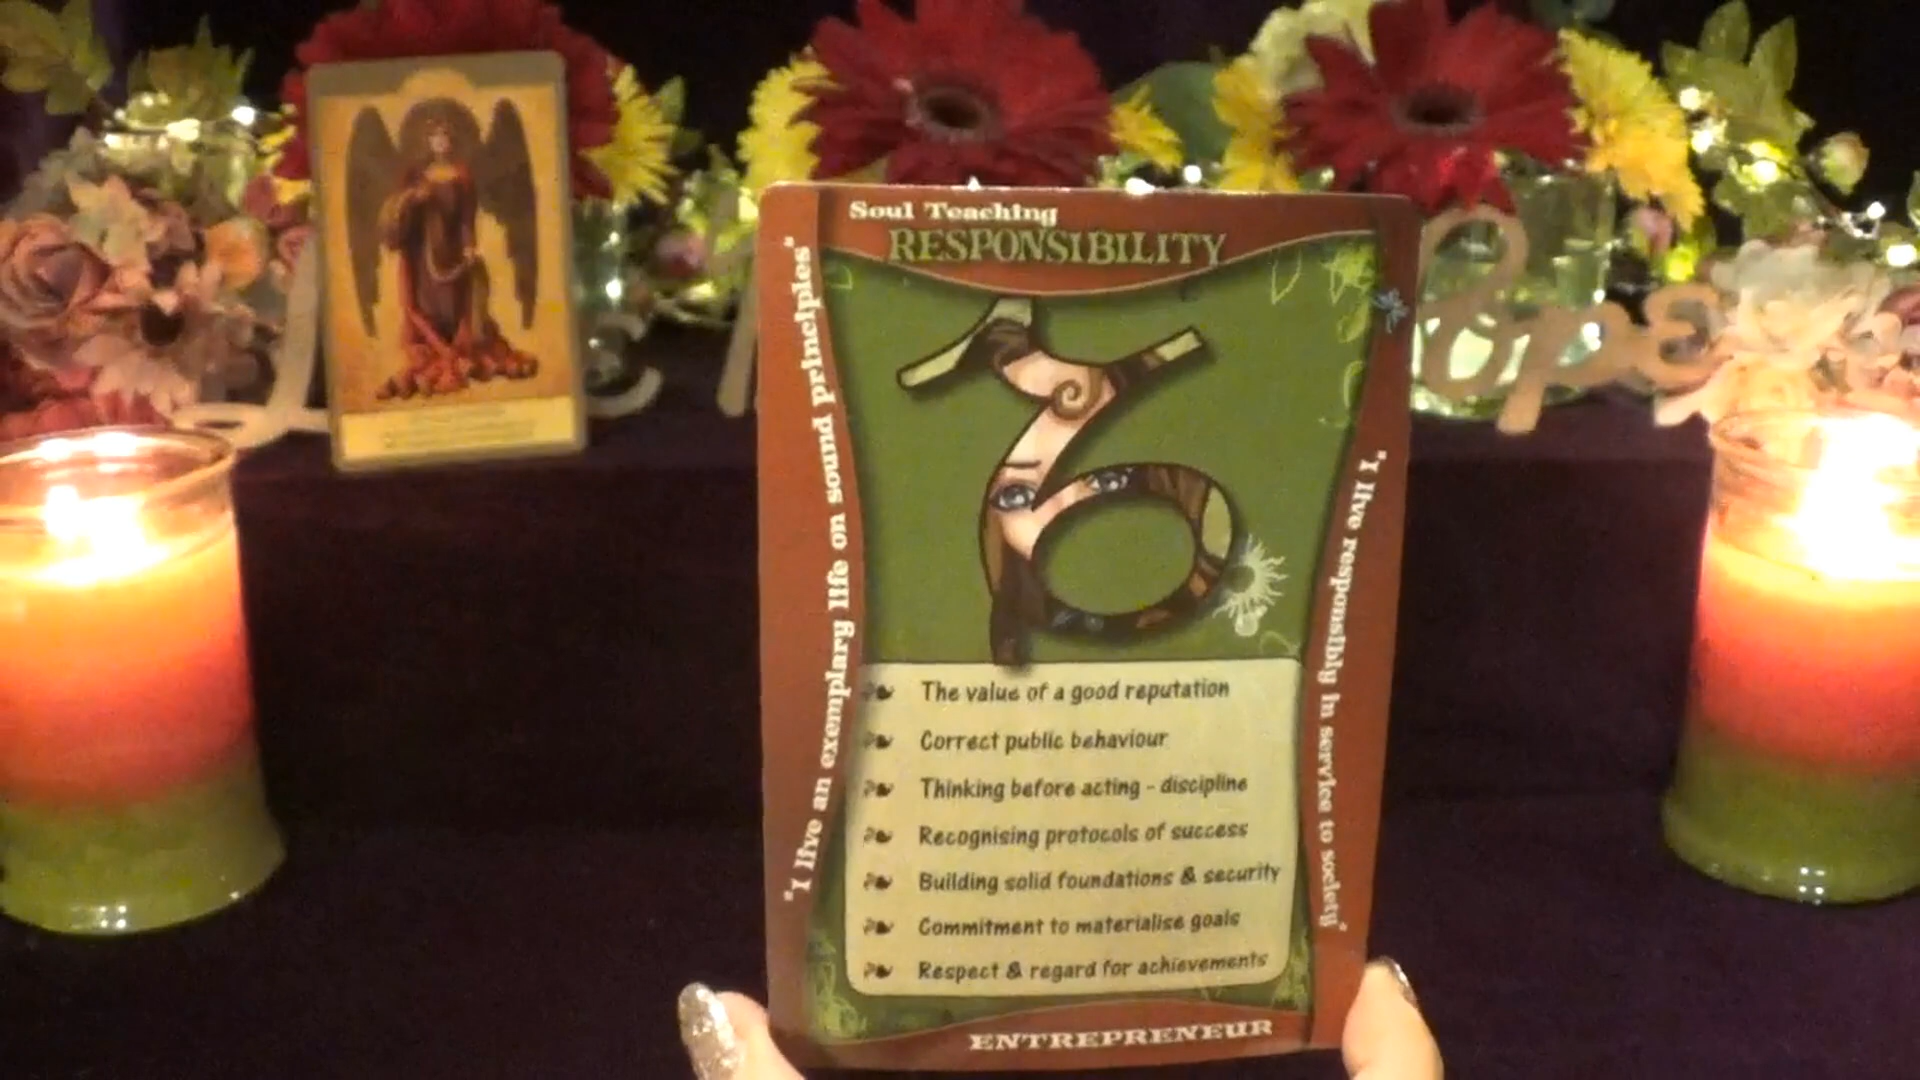 Soul Teaching
RESPONSIBILITY
"I live an exemplary life on sound principles"
"I live responsibly in service to society"
The value of a good reputation
Correct public behaviour
Thinking before acting - discipline
Recognising protocols of success
Building solid foundations & security
Commitment to materialise goals
Respect & regard for achievements
ENTREPRENEUR